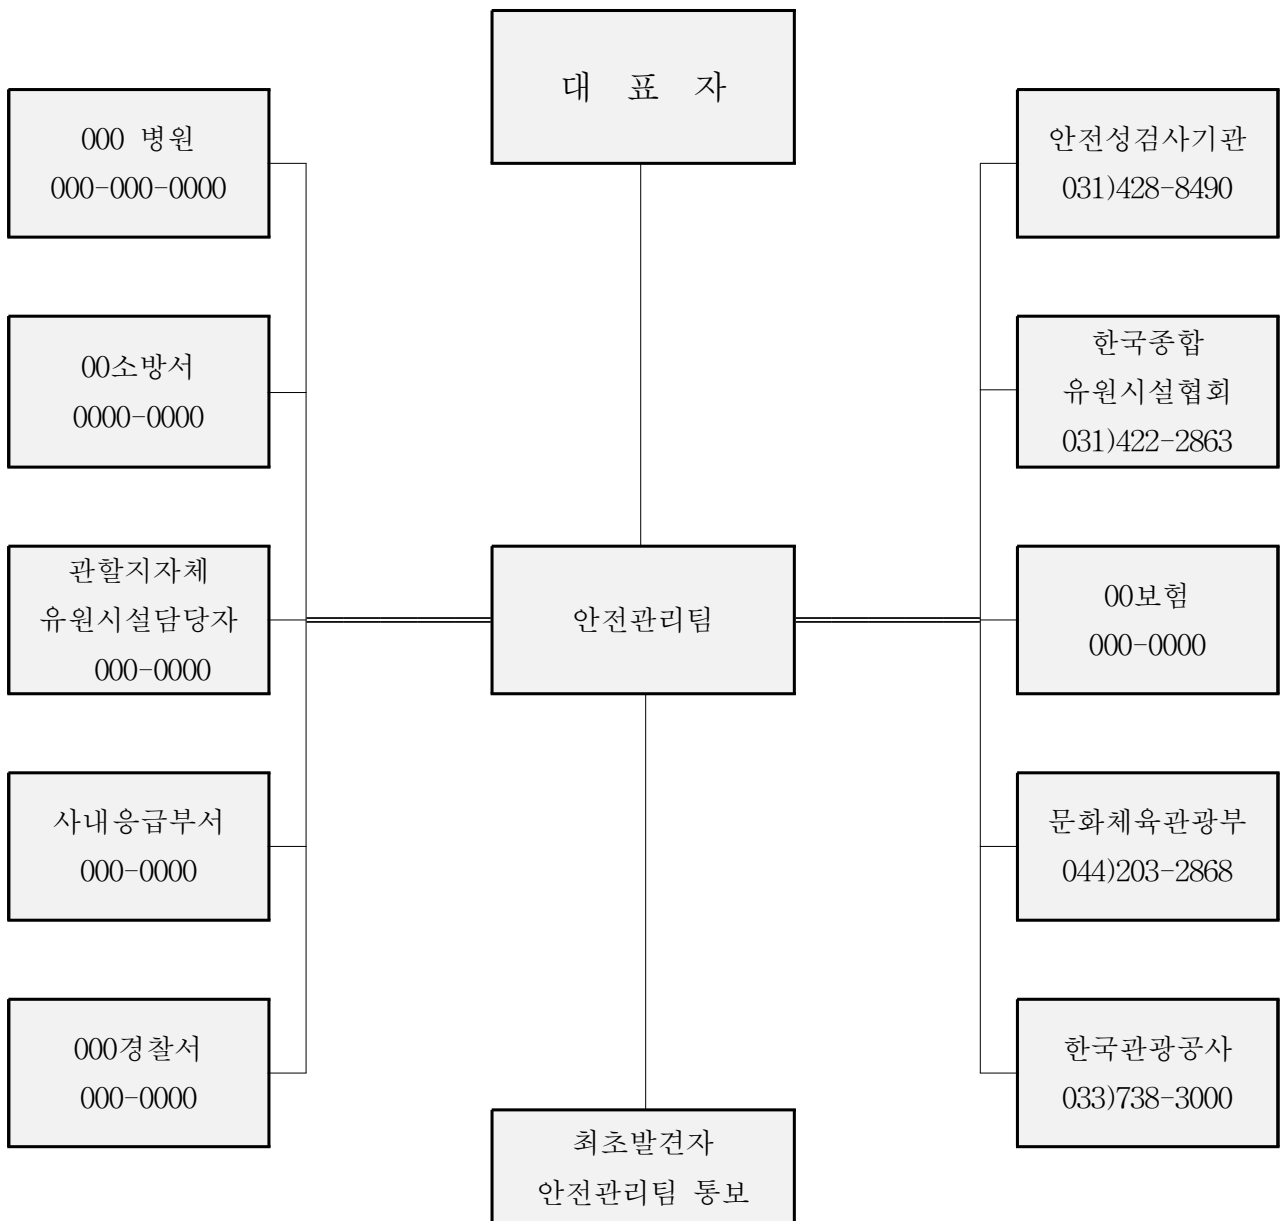 대 표 자
000 병원
000-000-0000
안전성검사기관
031)428-8490
00소방서
0000-0000
한국종합
유원시설협회
031)422-2863
관할지자체
유원시설담당자
000-0000
안전관리팀
00보험
000-0000
사내응급부서
000-0000
문화체육관광부
044)203-2868
000경찰서
000-0000
한국관광공사
033)738-3000
최초발견자
안전관리팀 통보